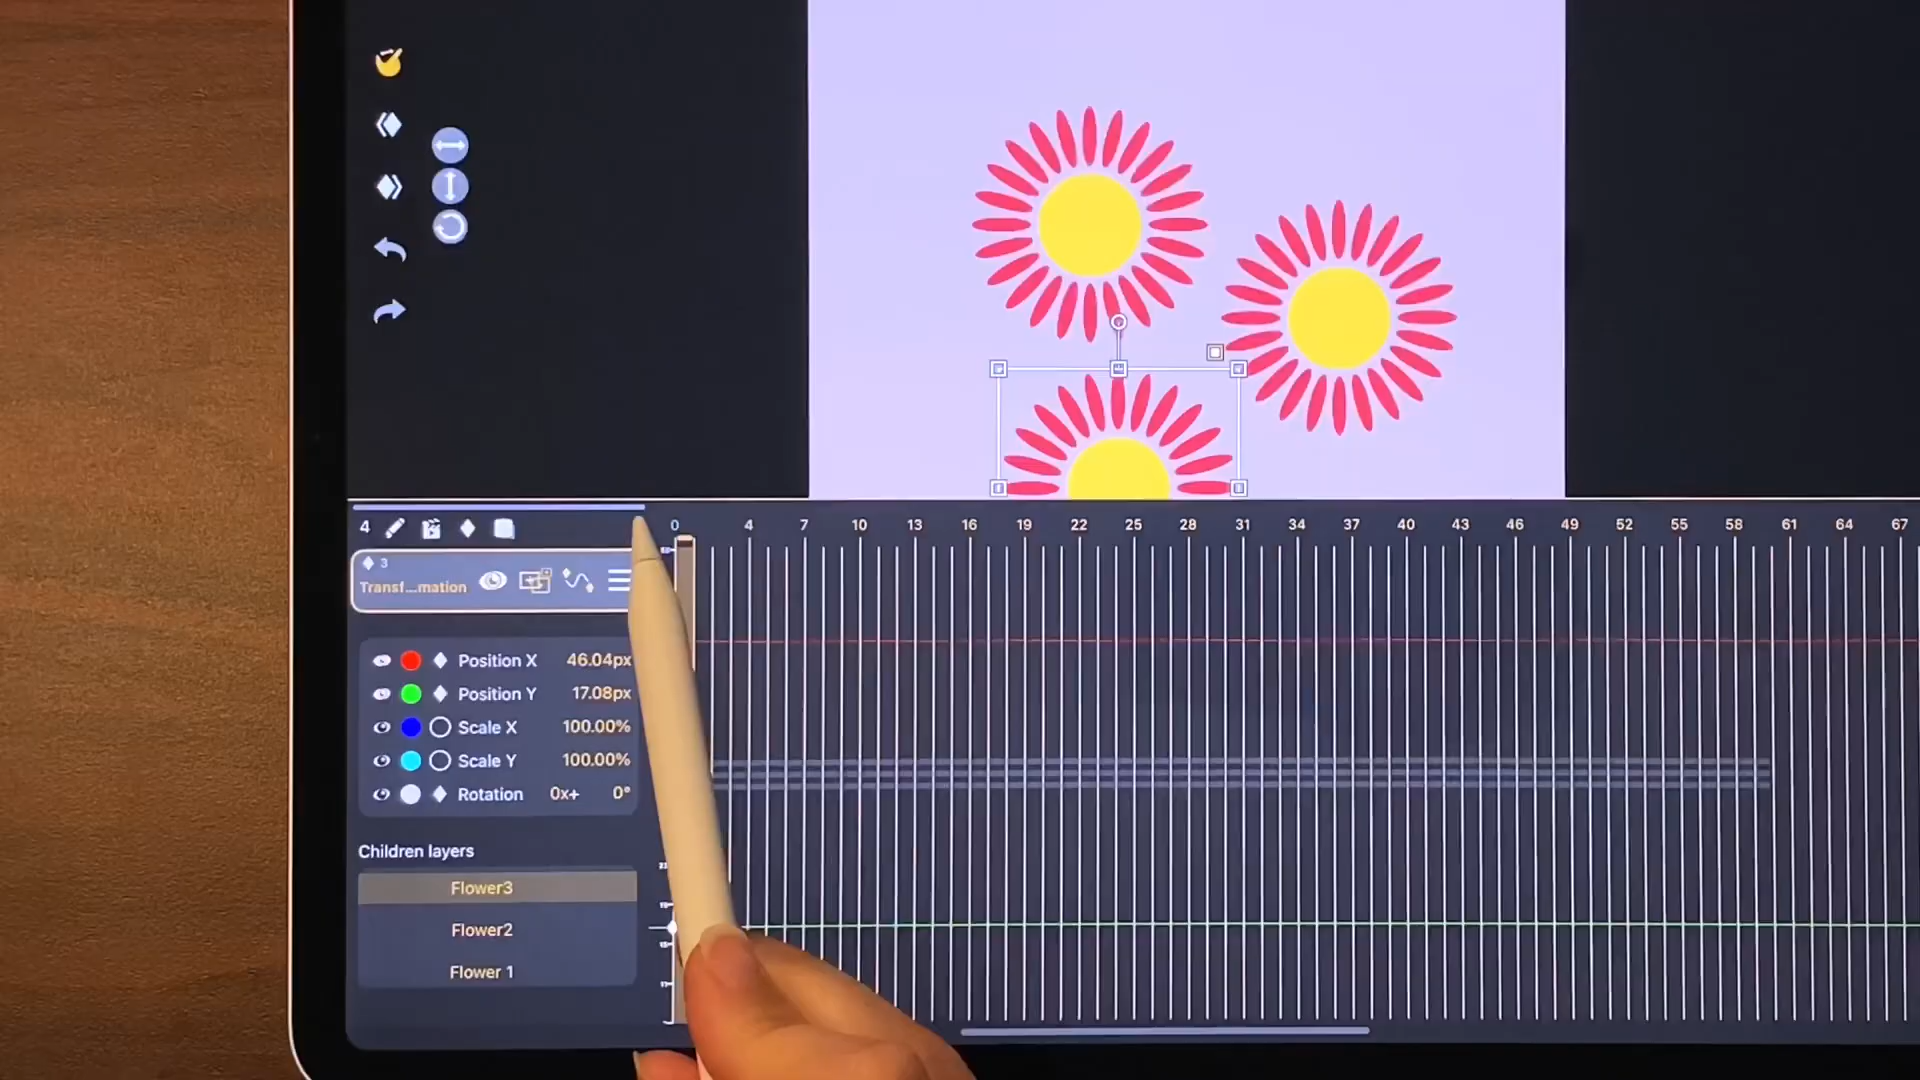 4
0 4 7 10 13 16 19 22 25 28 31 34 37 40 43 46 49 52 55 58 61 64 67
3
Transf...mation
Position X 46.04px
Position Y 17.08px
Scale X 100.00%
Scale Y 100.00%
Rotation 0x+ 0°
Children layers
Flower3
Flower2
Flower 1